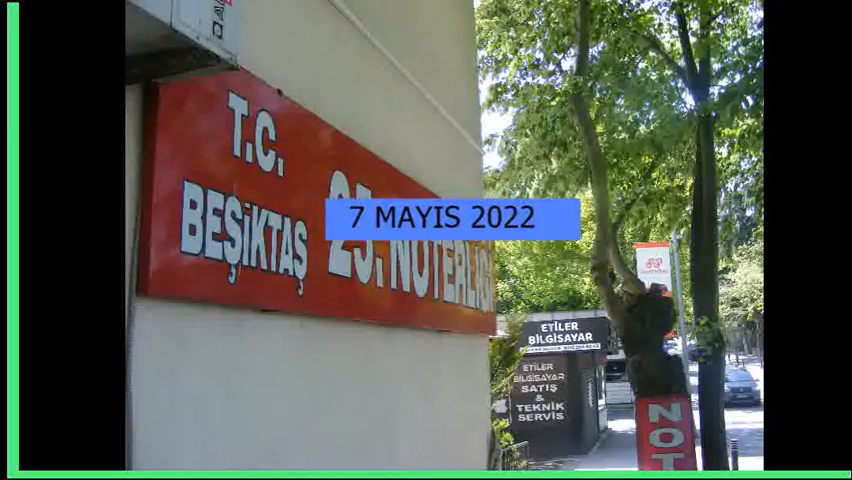 T.C.
BEŞİKTAŞ 25. NOTERLİĞİ
7 MAYIS 2022
ETİLER
BİLGİSAYAR
ETİLER
BİLGİSAYAR
SATIŞ
&
TEKNİK
SERVİS
NOT